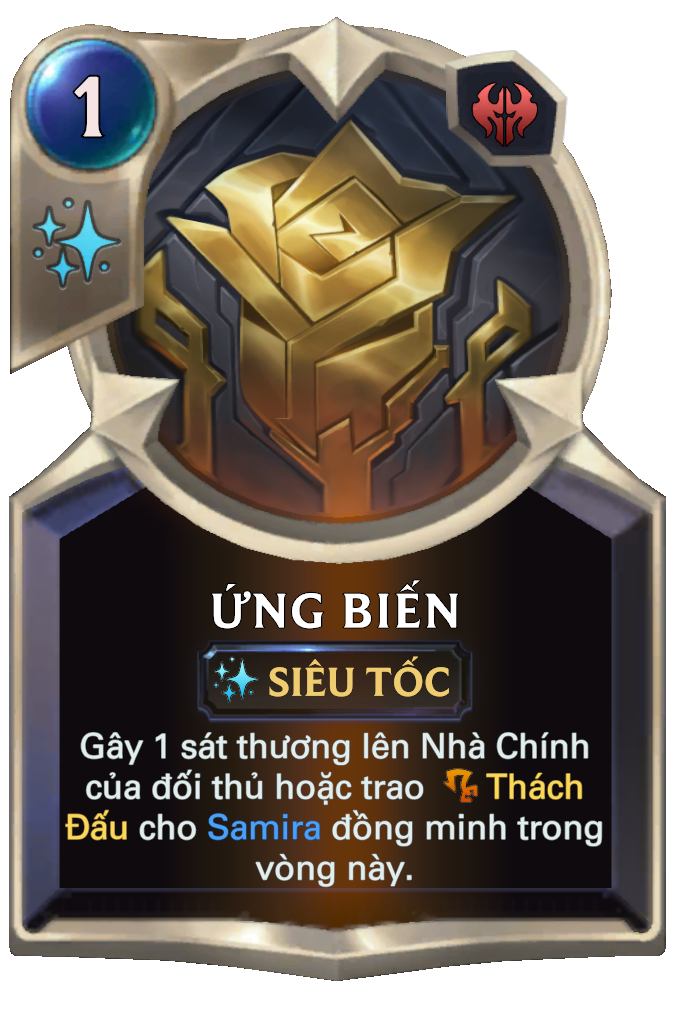 1
ỨNG BIẾN
SIÊU TỐC
Gây 1 sát thương lên Nhà Chính
của đối thủ hoặc trao Thách
Đấu cho Samira đồng minh trong
vòng này.